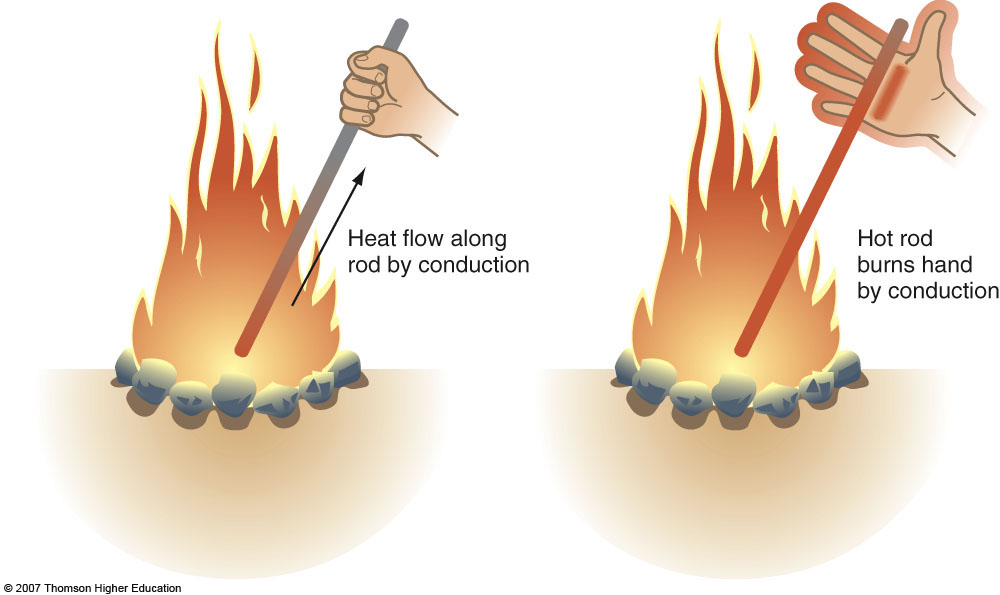 Heat flow along
rod by conduction
Hot rod
burns hand
by conduction
© 2007 Thomson Higher Education